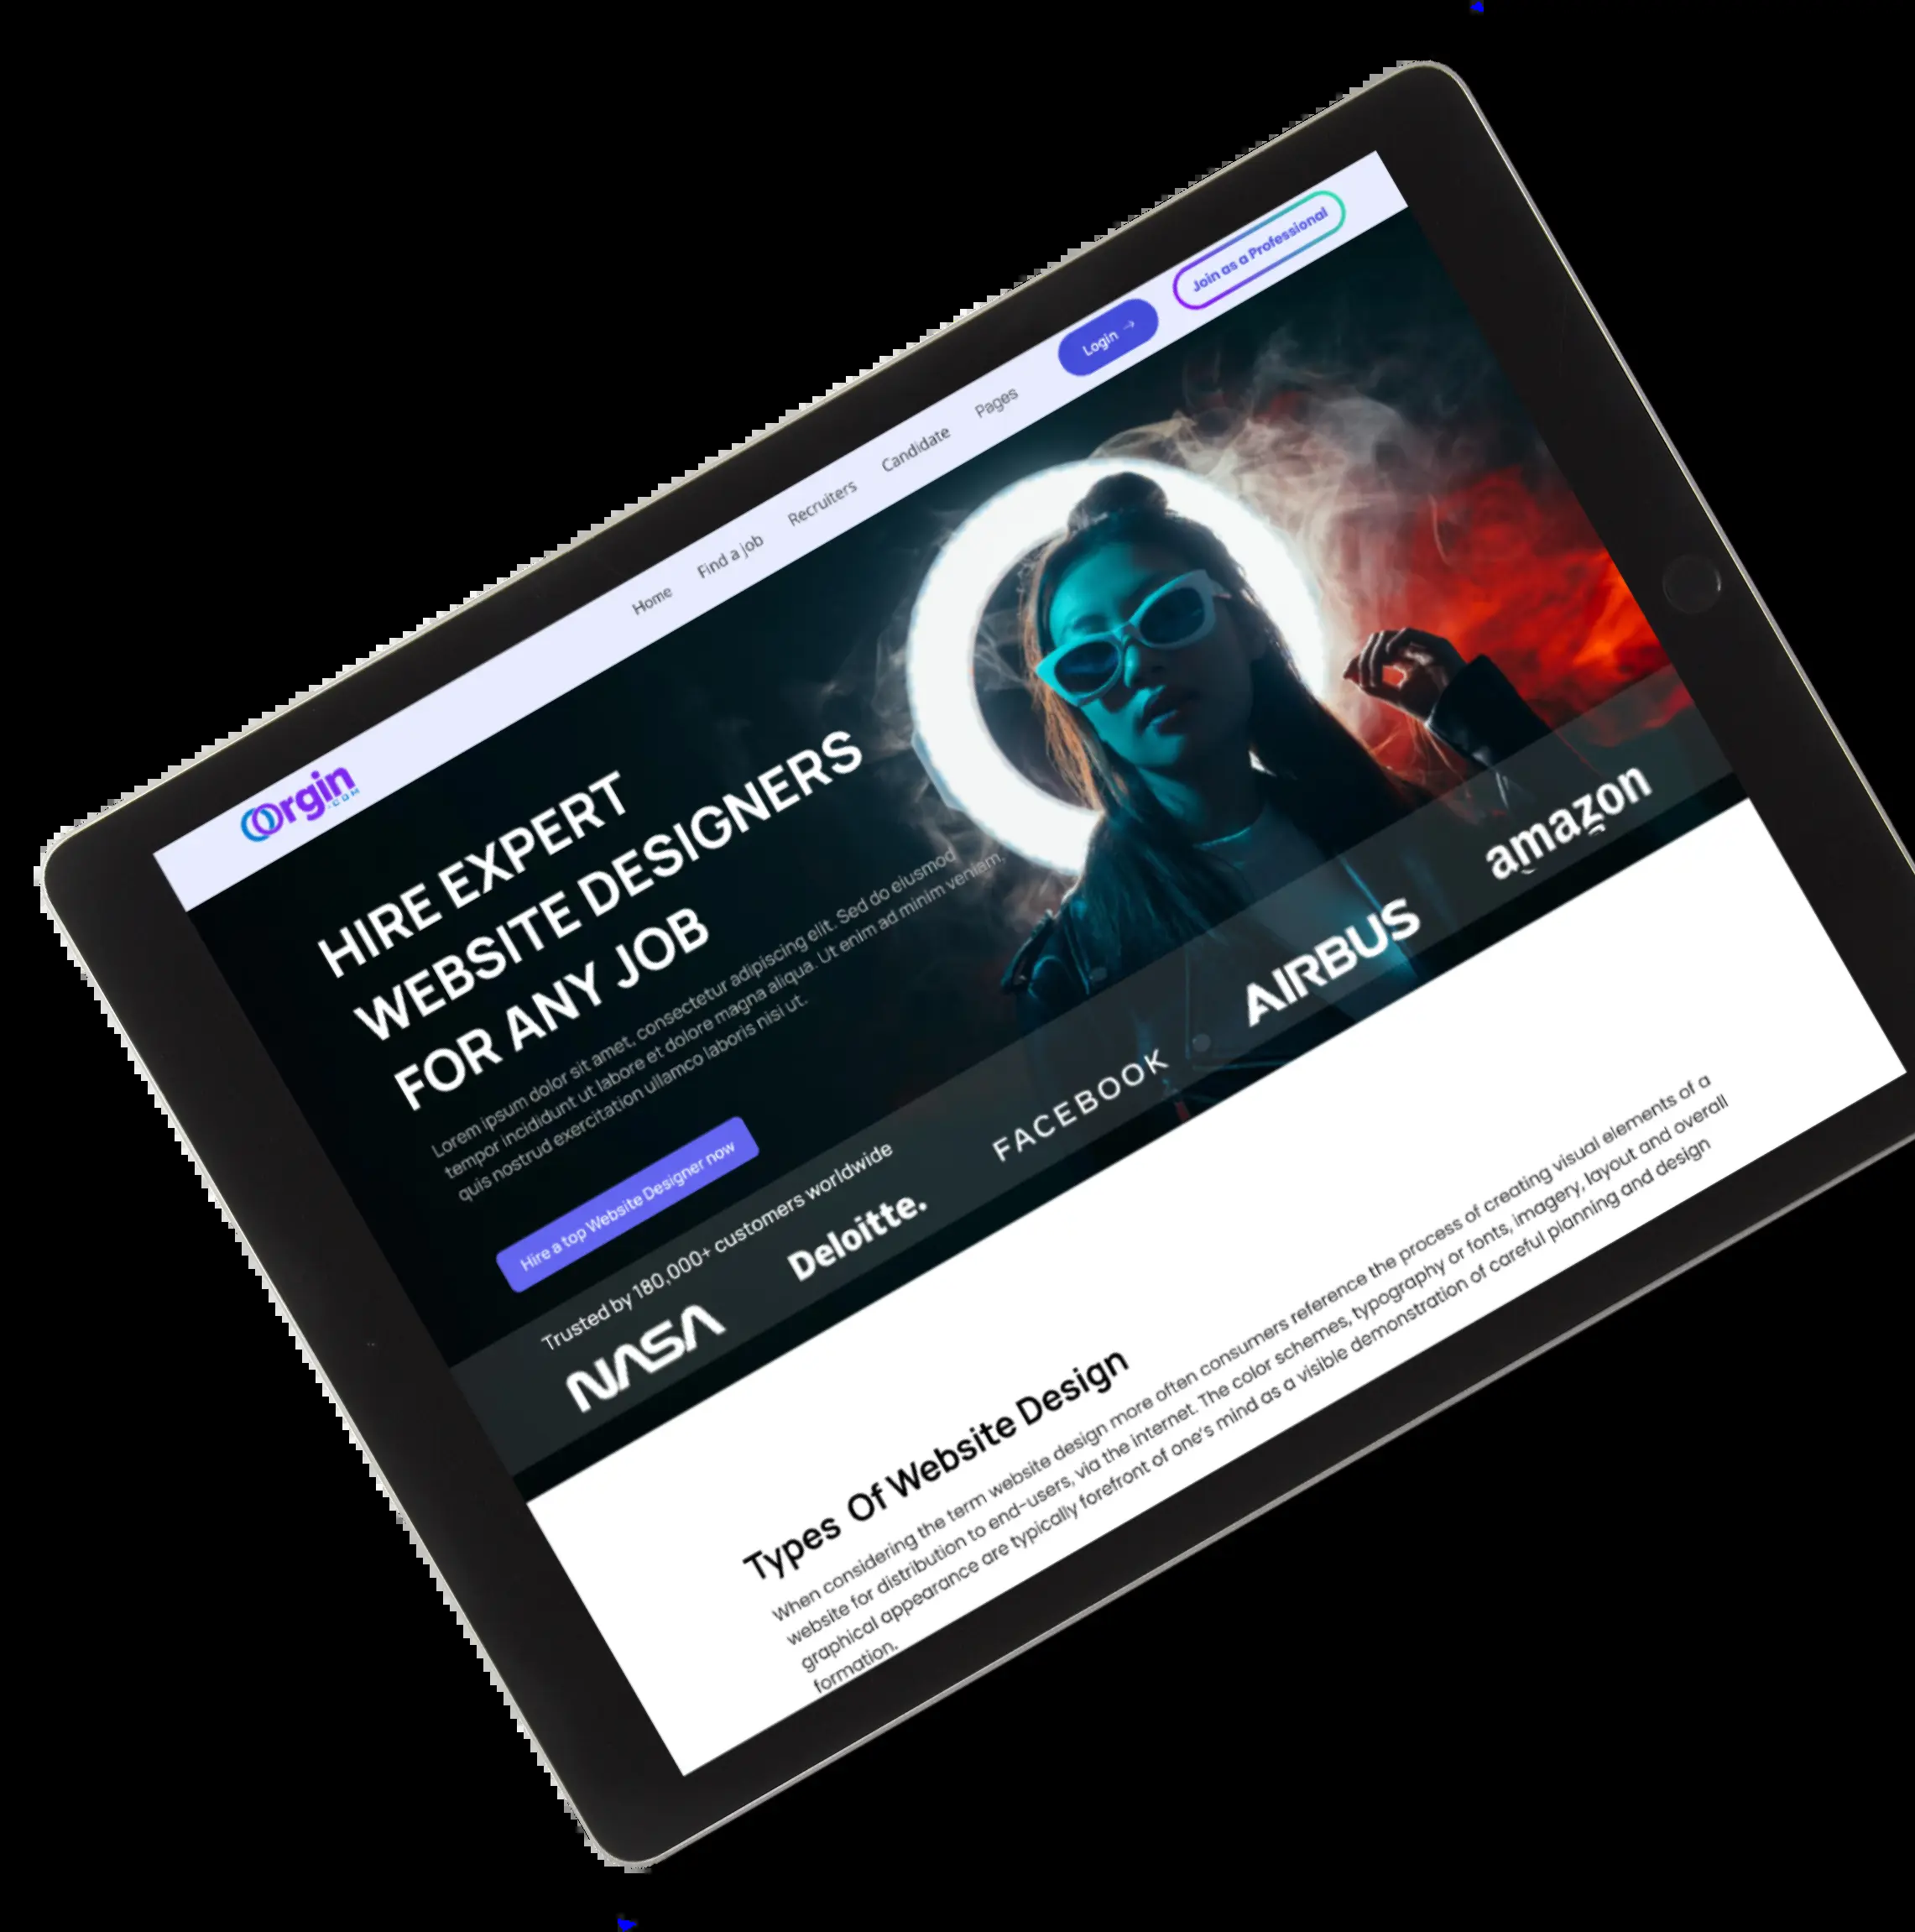 Orgin
.COM
Home
Find a job
Recruiters
Candidate
Pages
Login →
Join as a Professional
HIRE EXPERT
WEBSITE DESIGNERS
FOR ANY JOB
Lorem ipsum dolor sit amet, consectetur adipiscing elit. Sed do eiusmod
tempor incididunt ut labore et dolore magna aliqua. Ut enim ad minim veniam,
quis nostrud exercitation ullamco laboris nisi ut.
Hire a top Website Designer now
Trusted by 180,000+ customers worldwide
NASA
Deloitte.
FACEBOOK
AIRBUS
amazon
Types Of Website Design
When considering the term website design more often consumers reference the process of creating visual elements of a
website for distribution to end-users, via the internet. The color schemes, typography or fonts, imagery, layout and overall
graphical appearance are typically forefront of one's mind as a visible demonstration of careful planning and design
formation.